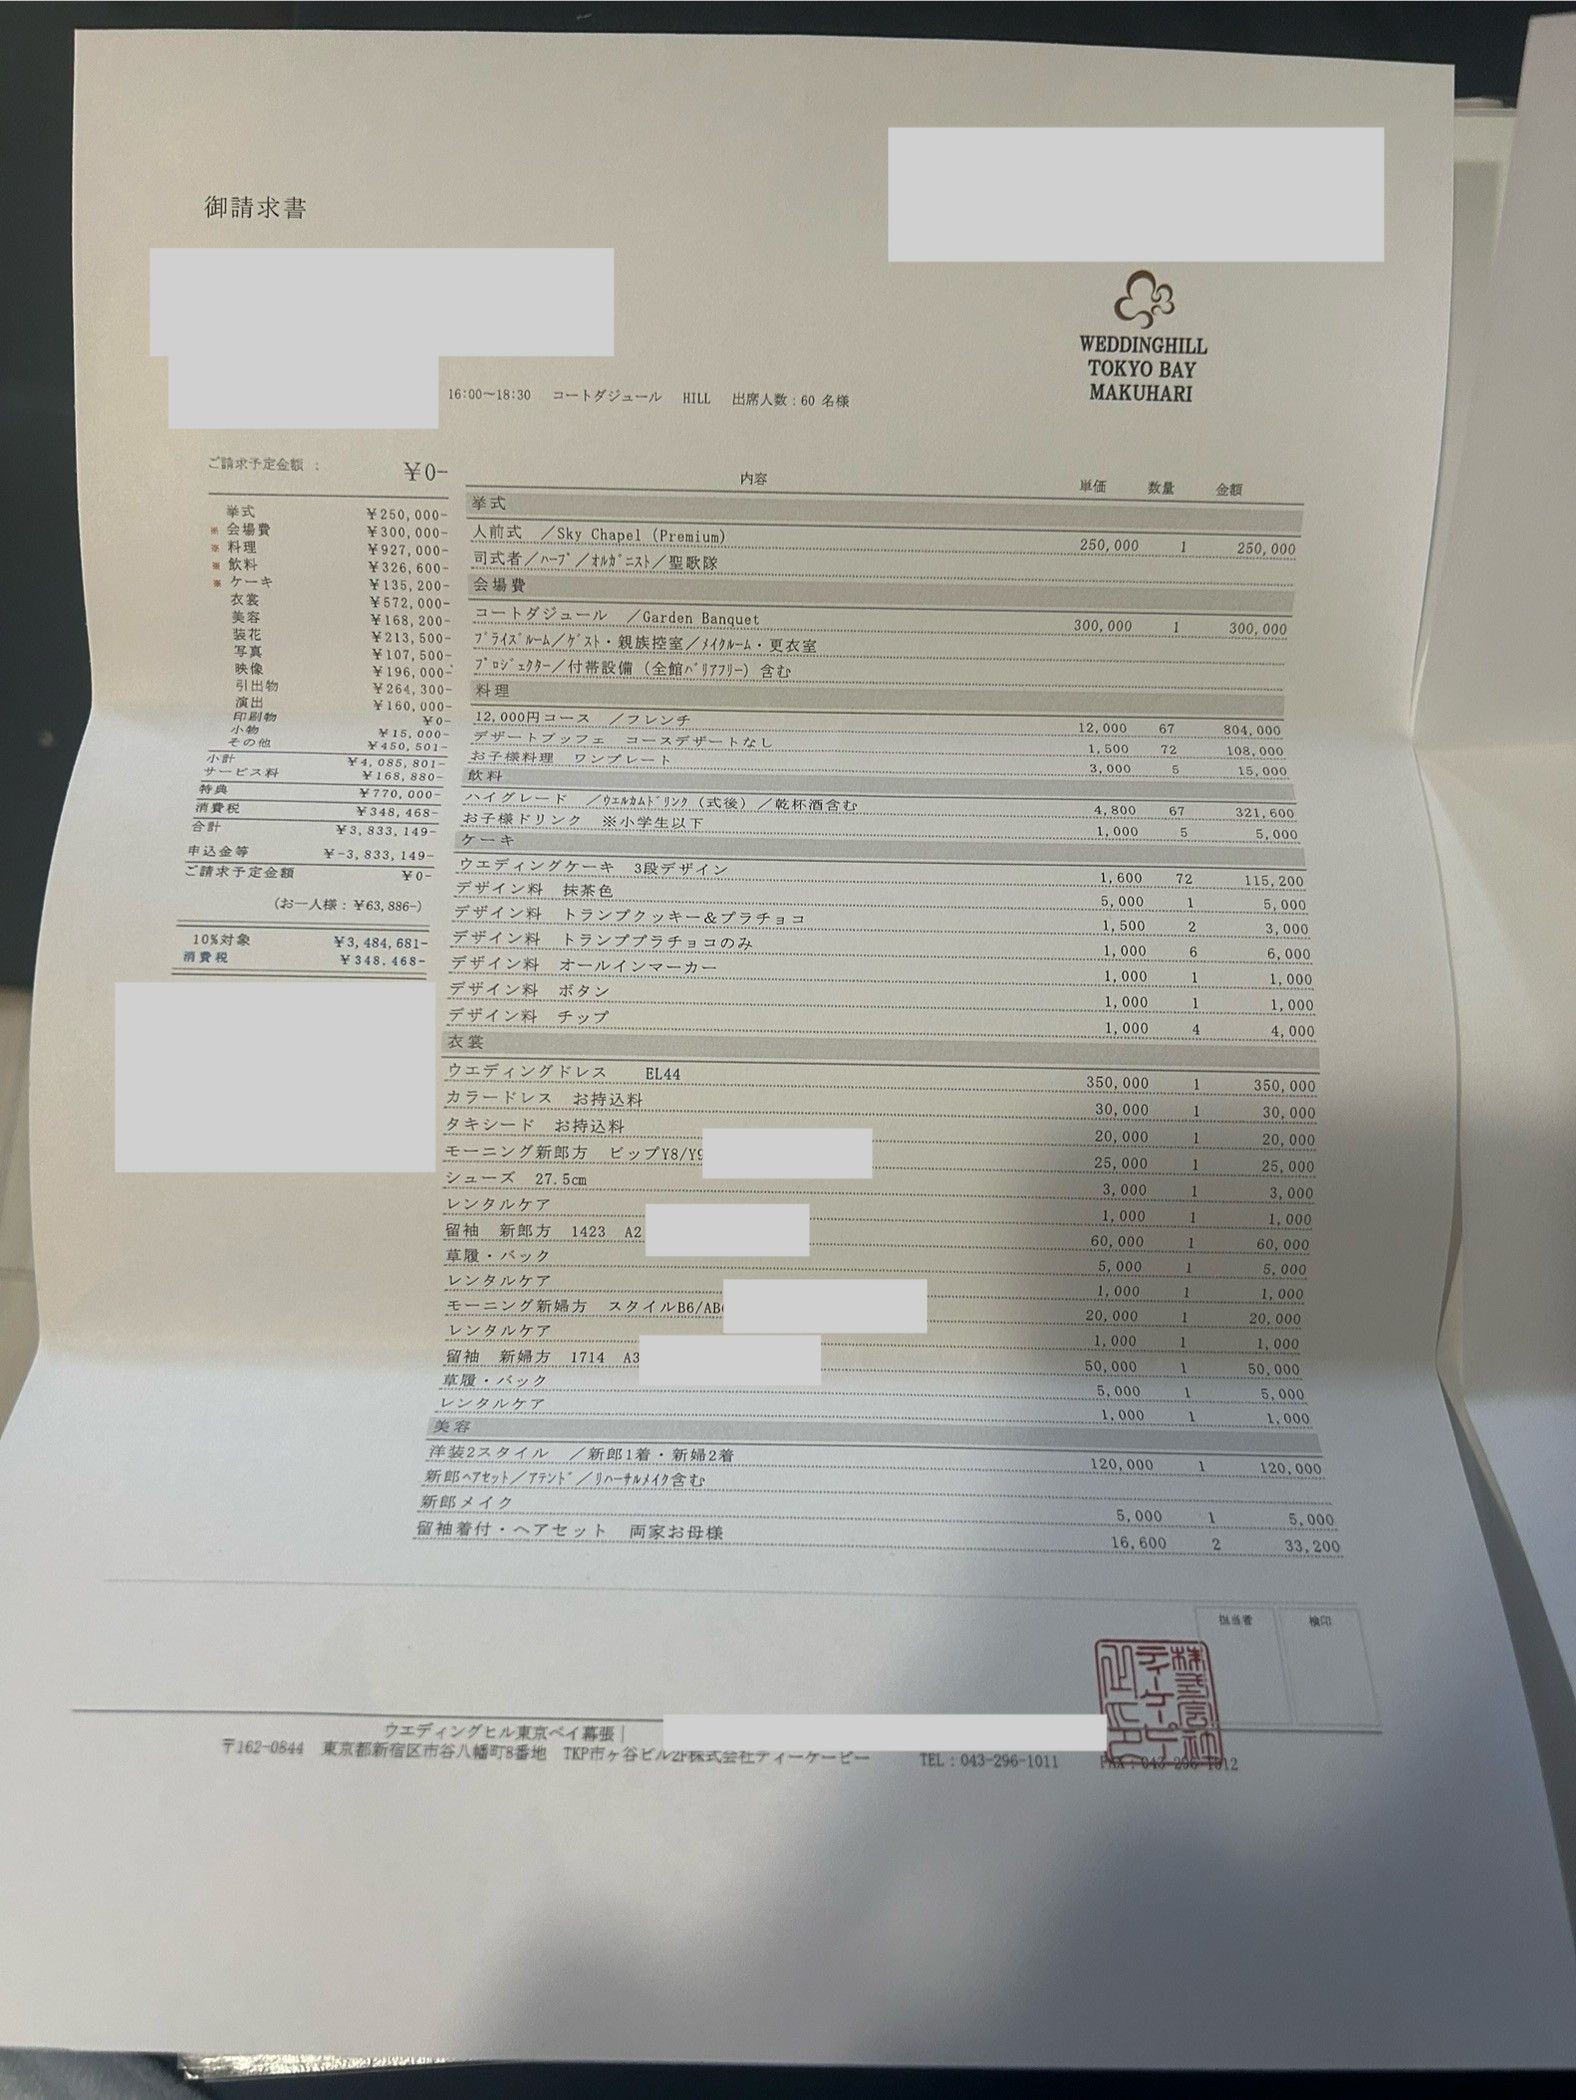 御請求書
WEDDINGHILL
TOKYO BAY
MAKUHARI
16:00〜18:30 コートダジュール HILL 出席人数：60 名様
ご請求予定金額 ： ￥0-
挙式 ￥250,000-
※ 会場費 ￥300,000-
※ 料理 ￥927,000-
※ 飲料 ￥326,600-
※ ケーキ ￥135,200-
衣裳 ￥572,000-
美容 ￥168,200-
装花 ￥213,500-
写真 ￥107,500-
映像 ￥196,000-
引出物 ￥264,300-
演出 ￥160,000-
印刷物 ￥0-
小物 ￥15,000-
その他 ￥450,501-
小計 ￥4,085,801-
サービス料 ￥168,880-
特典 ￥770,000-
消費税 ￥348,468-
合計 ￥3,833,149-
申込金等 ￥-3,833,149-
ご請求予定金額 ￥0-
(お一人様：￥63,886-)
10%対象 ￥3,484,681-
消費税 ￥348.468-
内容 単価 数量 金額
挙式
人前式 ／Sky Chapel (Premium) 250,000 1 250,000
司式者／ﾊｰﾌﾟ／ｵﾙｶﾞﾆｽﾄ／聖歌隊
会場費
コートダジュール ／Garden Banquet 300,000 1 300,000
ﾌﾞﾗｲｽﾞﾙｰﾑ／ｹﾞｽﾄ・親族控室／ﾒｲｸﾙｰﾑ・更衣室
ﾌﾟﾛｼﾞｪｸﾀｰ／付帯設備（全館ﾊﾞﾘｱﾌﾘｰ）含む
料理
12,000円コース ／フレンチ 12,000 67 804,000
デザートブッフェ コースデザートなし 1,500 72 108,000
お子様料理 ワンプレート 3,000 5 15,000
飲料
ハイグレード ／ｳｴﾙｶﾑﾄﾞﾘﾝｸ（式後）／乾杯酒含む 4,800 67 321,600
お子様ドリンク ※小学生以下 1,000 5 5,000
ケーキ
ウエディングケーキ 3段デザイン 1,600 72 115,200
デザイン料 抹茶色 5,000 1 5,000
デザイン料 トランプクッキー＆プラチョコ 1,500 2 3,000
デザイン料 トランププラチョコのみ 1,000 6 6,000
デザイン料 オールインマーカー 1,000 1 1,000
デザイン料 ボタン 1,000 1 1,000
デザイン料 チップ 1,000 4 4,000
衣裳
ウエディングドレス EL44 350,000 1 350,000
カラードレス お持込料 30,000 1 30,000
タキシード お持込料 20,000 1 20,000
モーニング新郎方 ビップY8/Y9 25,000 1 25,000
シューズ 27.5cm 3,000 1 3,000
レンタルケア 1,000 1 1,000
留袖 新郎方 1423 A2 60,000 1 60,000
草履・バック 5,000 1 5,000
レンタルケア 1,000 1 1,000
モーニング新婦方 スタイルB6/AB 20,000 1 20,000
レンタルケア 1,000 1 1,000
留袖 新婦方 1714 A3 50,000 1 50,000
草履・バック 5,000 1 5,000
レンタルケア 1,000 1 1,000
美容
洋装2スタイル ／新郎1着・新婦2着 120,000 1 120,000
新郎ﾍｱｾｯﾄ／ｱﾃﾝﾄﾞ／ﾘﾊｰｻﾙﾒｲｸ含む
新郎メイク 5,000 1 5,000
留袖着付・ヘアセット 両家お母様 16,600 2 33,200
担当者 検印
ウエディングヒル東京ベイ幕張｜
〒162-0844 東京都新宿区市谷八幡町8番地 TKP市ヶ谷ビル2F株式会社ティーケーピー TEL：043-296-1011 FAX：043-296-1012